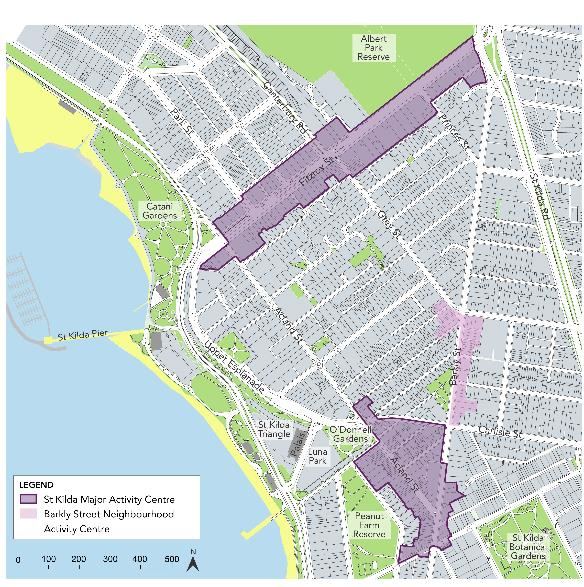 Albert
Park
Reserve
Canterbury Rd
Park St
Fitzroy St
Princes St
St Kilda Rd
Grey St
Catani
Gardens
St Kilda Pier
Acland St
Upper Esplanade
Barkly St
St Kilda
Triangle
Palais
Luna
Park
O'Donnell
Gardens
Carlisle St
Acland St
Peanut
Farm
Reserve
St Kilda
Botanical
Gardens
LEGEND
St Kilda Major Activity Centre
Barkly Street Neighbourhood
Activity Centre
0 100 200 300 400 500
N